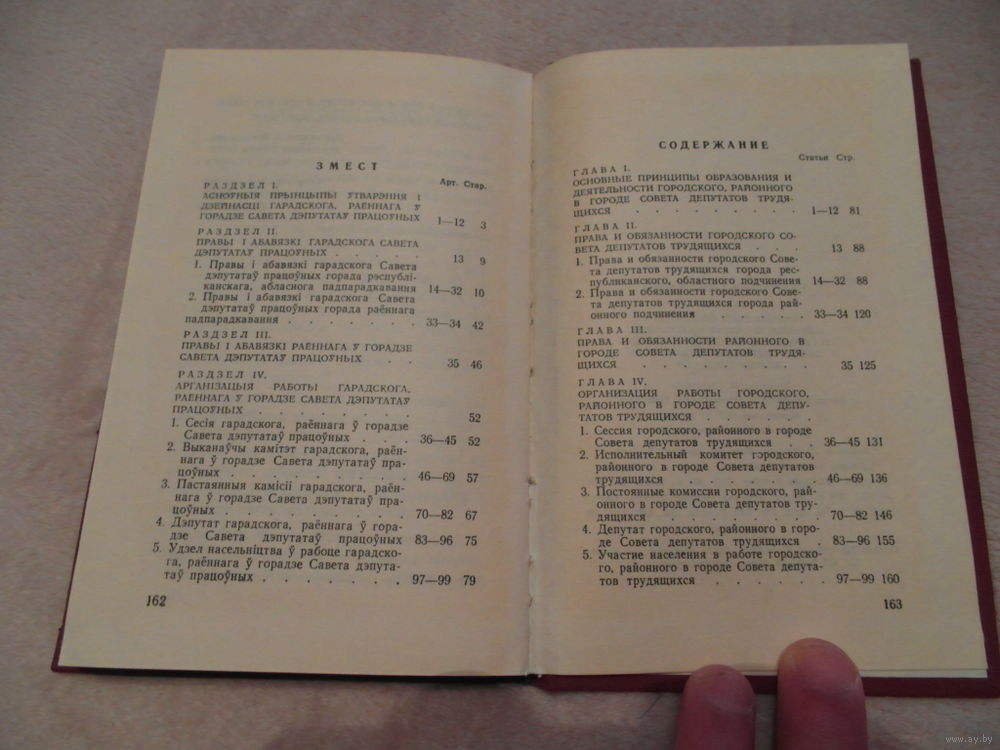 ЗМЕСТ
Арт. Стар.
РАЗДЗЕЛ I.
АСНОЎНЫЯ ПРЫНЦЫПЫ ЎТВАРЭННЯ І
ДЗЕЙНАСЦІ ГАРАДСКОГА, РАЁННАГА Ў
ГОРАДЗЕ САВЕТА ДЭПУТАТАЎ ПРАЦОЎНЫХ 1—12 3
РАЗДЗЕЛ II.
ПРАВЫ І АБАВЯЗКІ ГАРАДСКОГА САВЕТА
ДЭПУТАТАЎ ПРАЦОЎНЫХ . . . . . 13 9
1. Правы і абавязкі гарадскога Савета
дэпутатаў працоўных горада рэспублі-
канскага, абласнога падпарадкавання 14—32 10
2. Правы і абавязкі гарадскога Савета
дэпутатаў працоўных горада раённага
падпарадкавання . . . . . . . 33—34 42
РАЗДЗЕЛ III.
ПРАВЫ І АБАВЯЗКІ РАЁННАГА Ў ГОРАДЗЕ
САВЕТА ДЭПУТАТАЎ ПРАЦОЎНЫХ . . 35 46
РАЗДЗЕЛ IV.
АРГАНІЗАЦЫЯ РАБОТЫ ГАРАДСКОГА,
РАЁННАГА Ў ГОРАДЗЕ САВЕТА ДЭПУТАТАЎ
ПРАЦОЎНЫХ . . . . . . . . 52
1. Сесія гарадскога, раённага ў горадзе
Савета дэпутатаў працоўных . . . 36—45 52
2. Выканаўчы камітэт гарадскога, раён-
нага ў горадзе Савета дэпутатаў пра-
цоўных . . . . . . . . . 46—69 57
3. Пастаянныя камісіі гарадскога, раён-
нага ў горадзе Савета дэпутатаў пра-
цоўных . . . . . . . . . 70—82 67
4. Дэпутат гарадскога, раённага ў гора-
дзе Савета дэпутатаў працоўных 83—96 75
5. Удзел насельніцтва ў рабоце гарадско-
га, раённага ў горадзе Савета дэпута-
таў працоўных . . . . . . . 97—99 79
162
СОДЕРЖАНИЕ
Статьи Стр.
ГЛАВА I.
ОСНОВНЫЕ ПРИНЦИПЫ ОБРАЗОВАНИЯ И
ДЕЯТЕЛЬНОСТИ ГОРОДСКОГО, РАЙОННОГО
В ГОРОДЕ СОВЕТА ДЕПУТАТОВ ТРУДЯ-
ЩИХСЯ . . . . . . . . 1—12 81
ГЛАВА II.
ПРАВА И ОБЯЗАННОСТИ ГОРОДСКОГО СО-
ВЕТА ДЕПУТАТОВ ТРУДЯЩИХСЯ . . . 13 88
1. Права и обязанности городского Сове-
та депутатов трудящихся города рес-
публиканского, областного подчинения 14—32 88
2. Права и обязанности городского Сове-
та депутатов трудящихся города рай-
онного подчинения . . . . . . 33—34 120
ГЛАВА III.
ПРАВА И ОБЯЗАННОСТИ РАЙОННОГО В
ГОРОДЕ СОВЕТА ДЕПУТАТОВ ТРУДЯ-
ЩИХСЯ . . . . . . . . . 35 125
ГЛАВА IV.
ОРГАНИЗАЦИЯ РАБОТЫ ГОРОДСКОГО,
РАЙОННОГО В ГОРОДЕ СОВЕТА ДЕПУ-
ТАТОВ ТРУДЯЩИХСЯ . . . . . .
1. Сессия городского, районного в городе
Совета депутатов трудящихся . . 36—45 131
2. Исполнительный комитет городского,
районного в городе Совета депутатов
трудящихся . . . . . . . . 46—69 136
3. Постоянные комиссии городского, рай-
онного в городе Совета депутатов тру-
дящихся . . . . . . . . . 70—82 146
4. Депутат городского, районного в горо-
де Совета депутатов трудящихся . 83—96 155
5. Участие населения в работе городско-
го, районного в городе Совета депута-
тов трудящихся . . . . . . . 97—99 160
163
www.ay.by